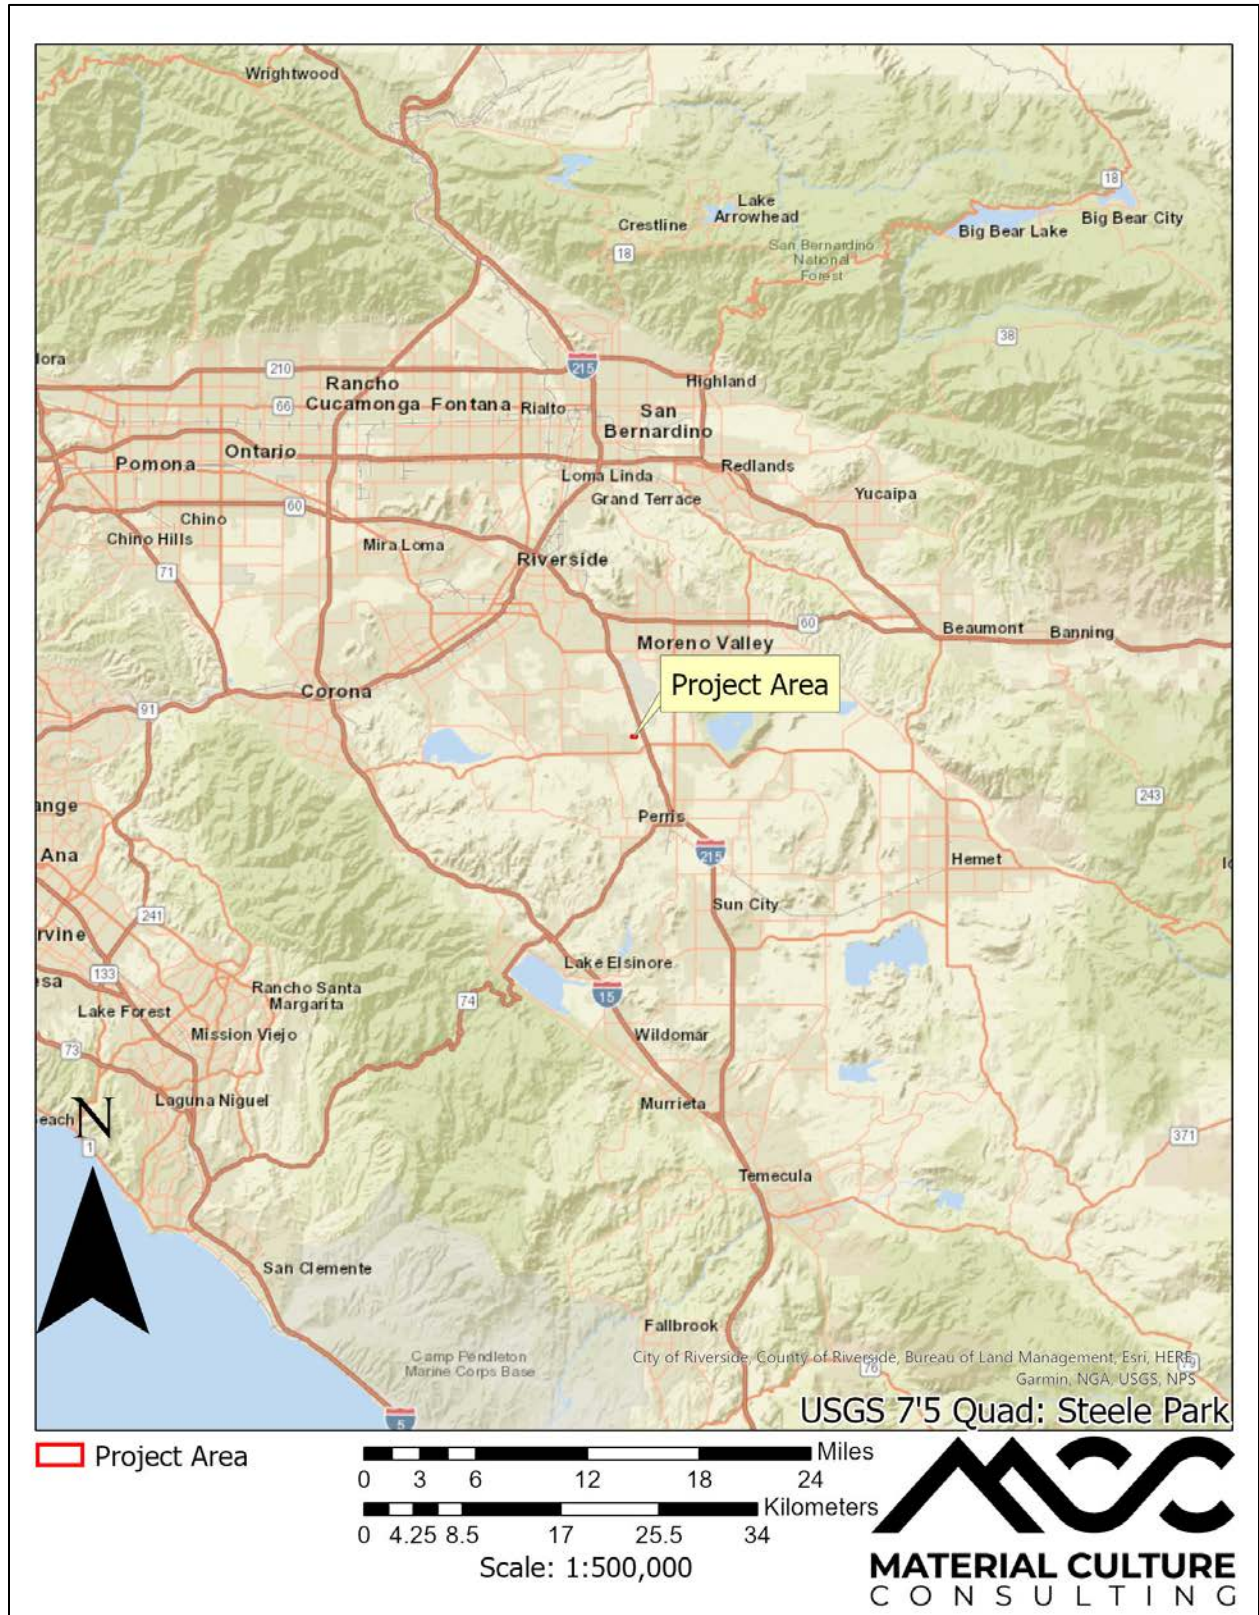 Wrightwood
18
Lake
Arrowhead
Crestline
Big Bear City
Big Bear Lake
San Bernardino
National
Forest
18
38
lora
210
215
Rancho
Cucamonga
Highland
66
Fontana
Rialto
San
Bernardino
Ontario
Pomona
Loma Linda
Redlands
Grand Terrace
Yucaipa
60
Chino
Chino Hills
Mira Loma
Riverside
71
60
Beaumont
Banning
Moreno Valley
Project Area
Corona
91
243
ange
Perris
Ana
215
Hemet
Sun City
241
rvine
Lake Elsinore
133
esa
Rancho Santa
Margarita
74
15
Lake Forest
Mission Viejo
Wildomar
73
Laguna Niguel
Murrieta
each
N
1
371
Temecula
San Clemente
Fallbrook
Camp Pendleton
Marine Corps Base
City of Riverside, County of Riverside, Bureau of Land Management, Esri, HERE,
Garmin, NGA, USGS, NPS
76
79
5
USGS 7'5 Quad: Steele Park
Project Area
Miles
0 3 6 12 18 24
Kilometers
0 4.25 8.5 17 25.5 34
Scale: 1:500,000
MCC
MATERIAL CULTURE
CONSULTING